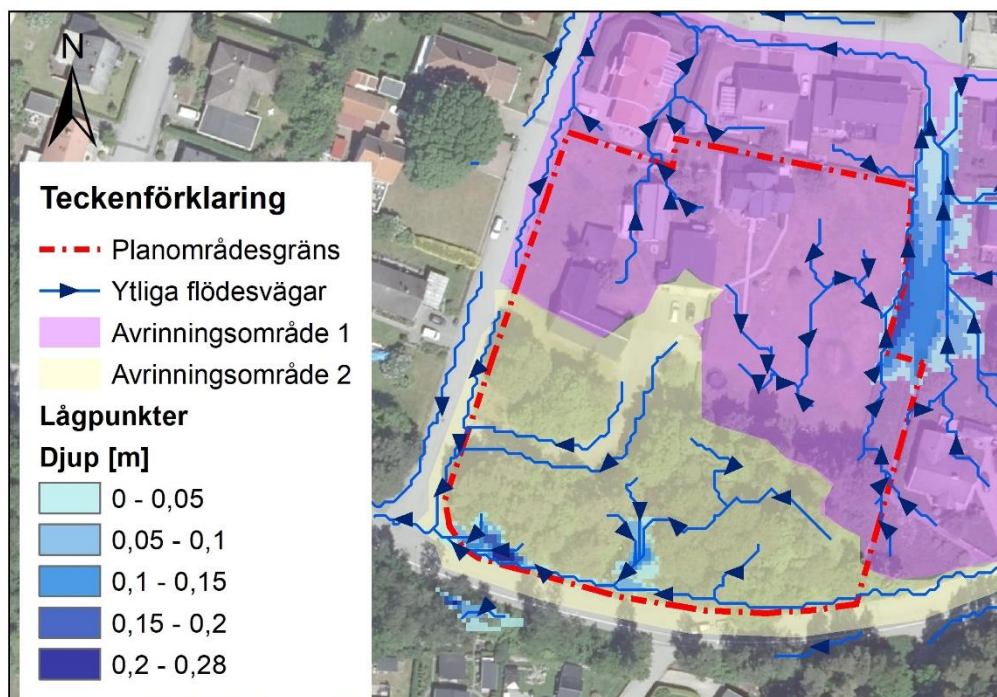 N
Teckenförklaring
Planområdesgräns
Ytliga flödesvägar
Avrinningsområde 1
Avrinningsområde 2
Lågpunkter
Djup [m]
0 - 0,05
0,05 - 0,1
0,1 - 0,15
0,15 - 0,2
0,2 - 0,28